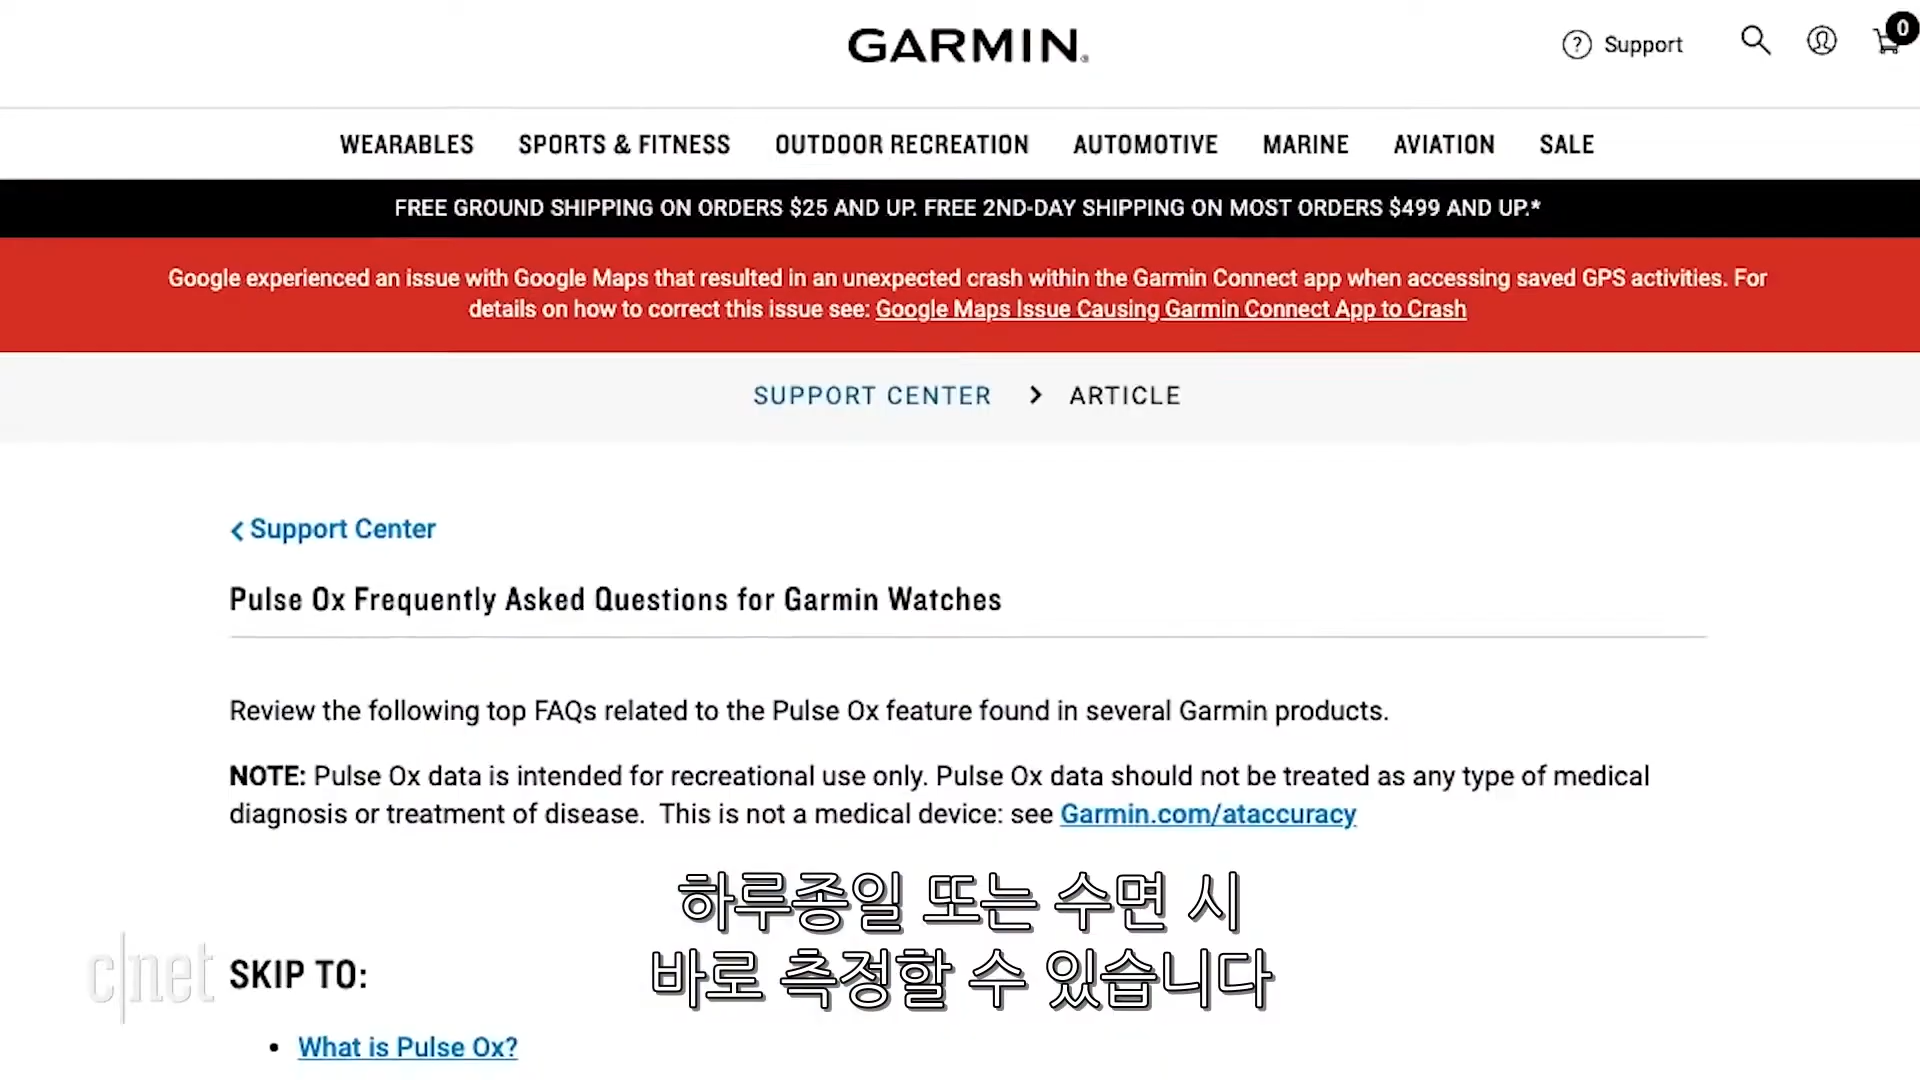 GARMIN
Support
0
WEARABLES SPORTS & FITNESS OUTDOOR RECREATION AUTOMOTIVE MARINE AVIATION SALE
FREE GROUND SHIPPING ON ORDERS $25 AND UP. FREE 2ND-DAY SHIPPING ON MOST ORDERS $499 AND UP.*
Google experienced an issue with Google Maps that resulted in an unexpected crash within the Garmin Connect app when accessing saved GPS activities. For
details on how to correct this issue see: Google Maps Issue Causing Garmin Connect App to Crash
SUPPORT CENTER > ARTICLE
< Support Center
Pulse Ox Frequently Asked Questions for Garmin Watches
Review the following top FAQs related to the Pulse Ox feature found in several Garmin products.
NOTE: Pulse Ox data is intended for recreational use only. Pulse Ox data should not be treated as any type of medical
diagnosis or treatment of disease. This is not a medical device: see Garmin.com/ataccuracy
하루종일 또는 수면 시
바로 측정할 수 있습니다
c|net
SKIP TO:
• What is Pulse Ox?